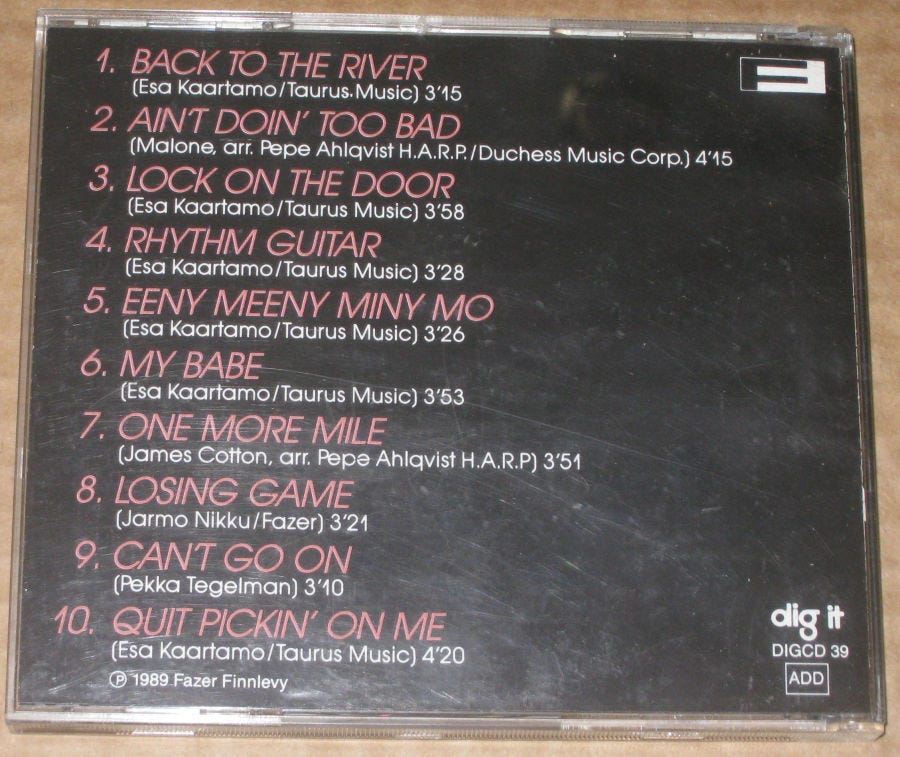 1. BACK TO THE RIVER
(Esa Kaartamo/Taurus Music) 3'15
2. AIN'T DOIN' TOO BAD
(Malone, arr. Pepe Ahlqvist H.A.R.P./Duchess Music Corp.) 4'15
3. LOCK ON THE DOOR
(Esa Kaartamo/Taurus Music) 3'58
4. RHYTHM GUITAR
(Esa Kaartamo/Taurus Music) 3'28
5. EENY MEENY MINY MO
(Esa Kaartamo/Taurus Music) 3'26
6. MY BABE
(Esa Kaartamo/Taurus Music) 3'53
7. ONE MORE MILE
(James Cotton, arr. Pepe Ahlqvist H.A.R.P) 3'51
8. LOSING GAME
(Jarmo Nikku/Fazer) 3'21
9. CAN'T GO ON
(Pekka Tegelman) 3'10
10. QUIT PICKIN' ON ME
(Esa Kaartamo/Taurus Music) 4'20
℗ 1989 Fazer Finnlevy
dig it
DIGCD 39
ADD